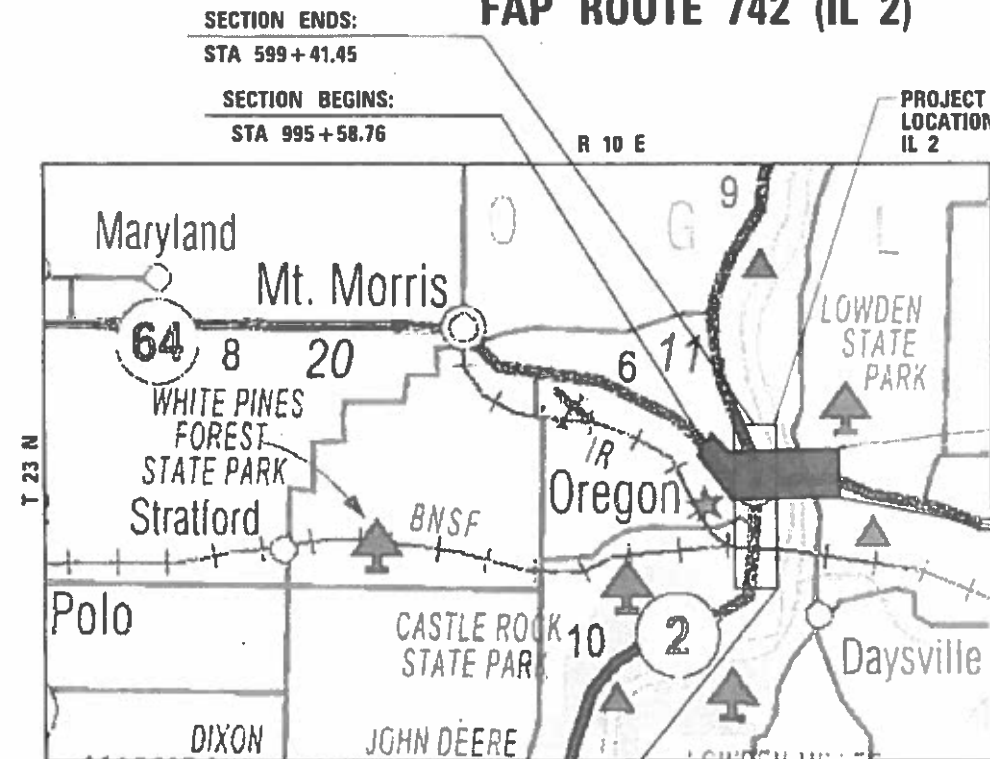 FAP ROUTE 742 (IL 2)
SECTION ENDS:
STA 599+41.45
SECTION BEGINS:
STA 995+58.76
PROJECT
LOCATION
IL 2
R 10 E
T 23 N
O G L
9
Maryland
Mt. Morris
64
8
20
6
11
LOWDEN
STATE
PARK
WHITE PINES
FOREST
STATE PARK
IR
Oregon
Stratford
BNSF
Polo
CASTLE ROCK
STATE PARK
10
2
Daysville
DIXON
JOHN DEERE